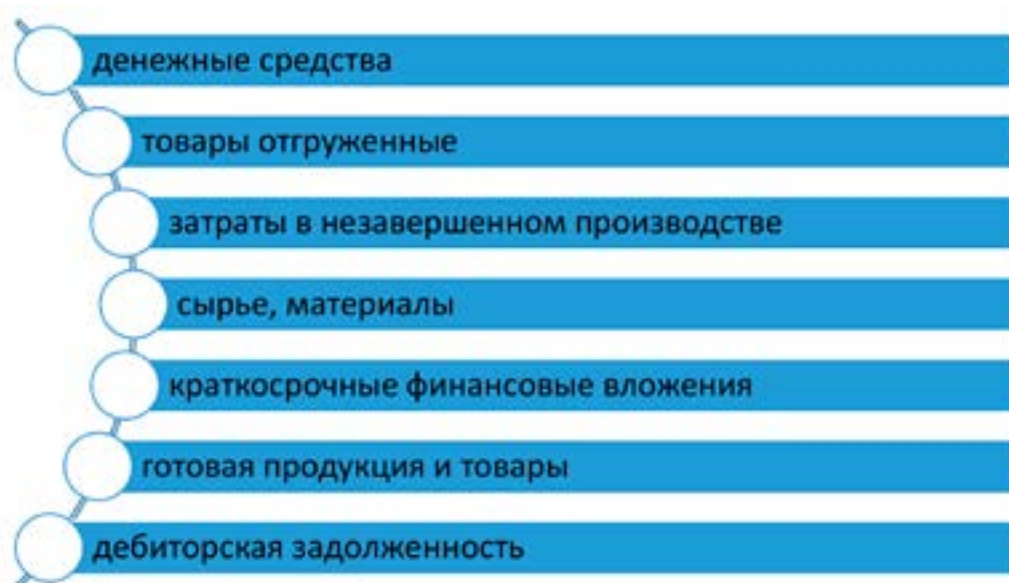 денежные средства
товары отгруженные
затраты в незавершенном производстве
сырье, материалы
краткосрочные финансовые вложения
готовая продукция и товары
дебиторская задолженность